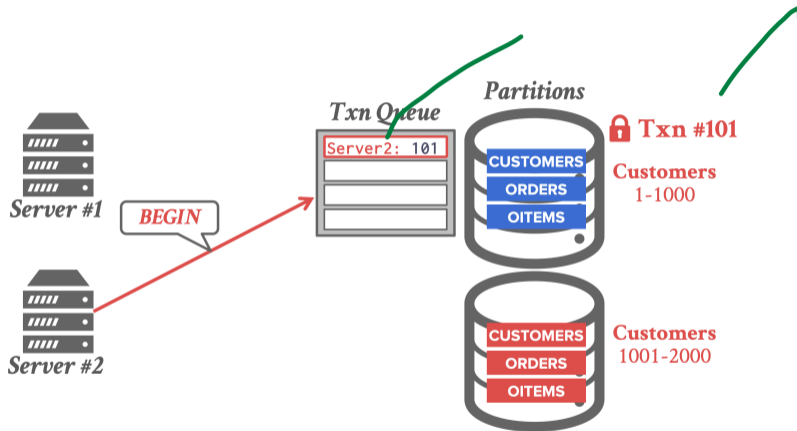 Server #1
BEGIN
Server #2
Txn Queue
Server2: 101
Partitions
CUSTOMERS
ORDERS
OITEMS
Txn #101
Customers
1-1000
CUSTOMERS
ORDERS
OITEMS
Customers
1001-2000